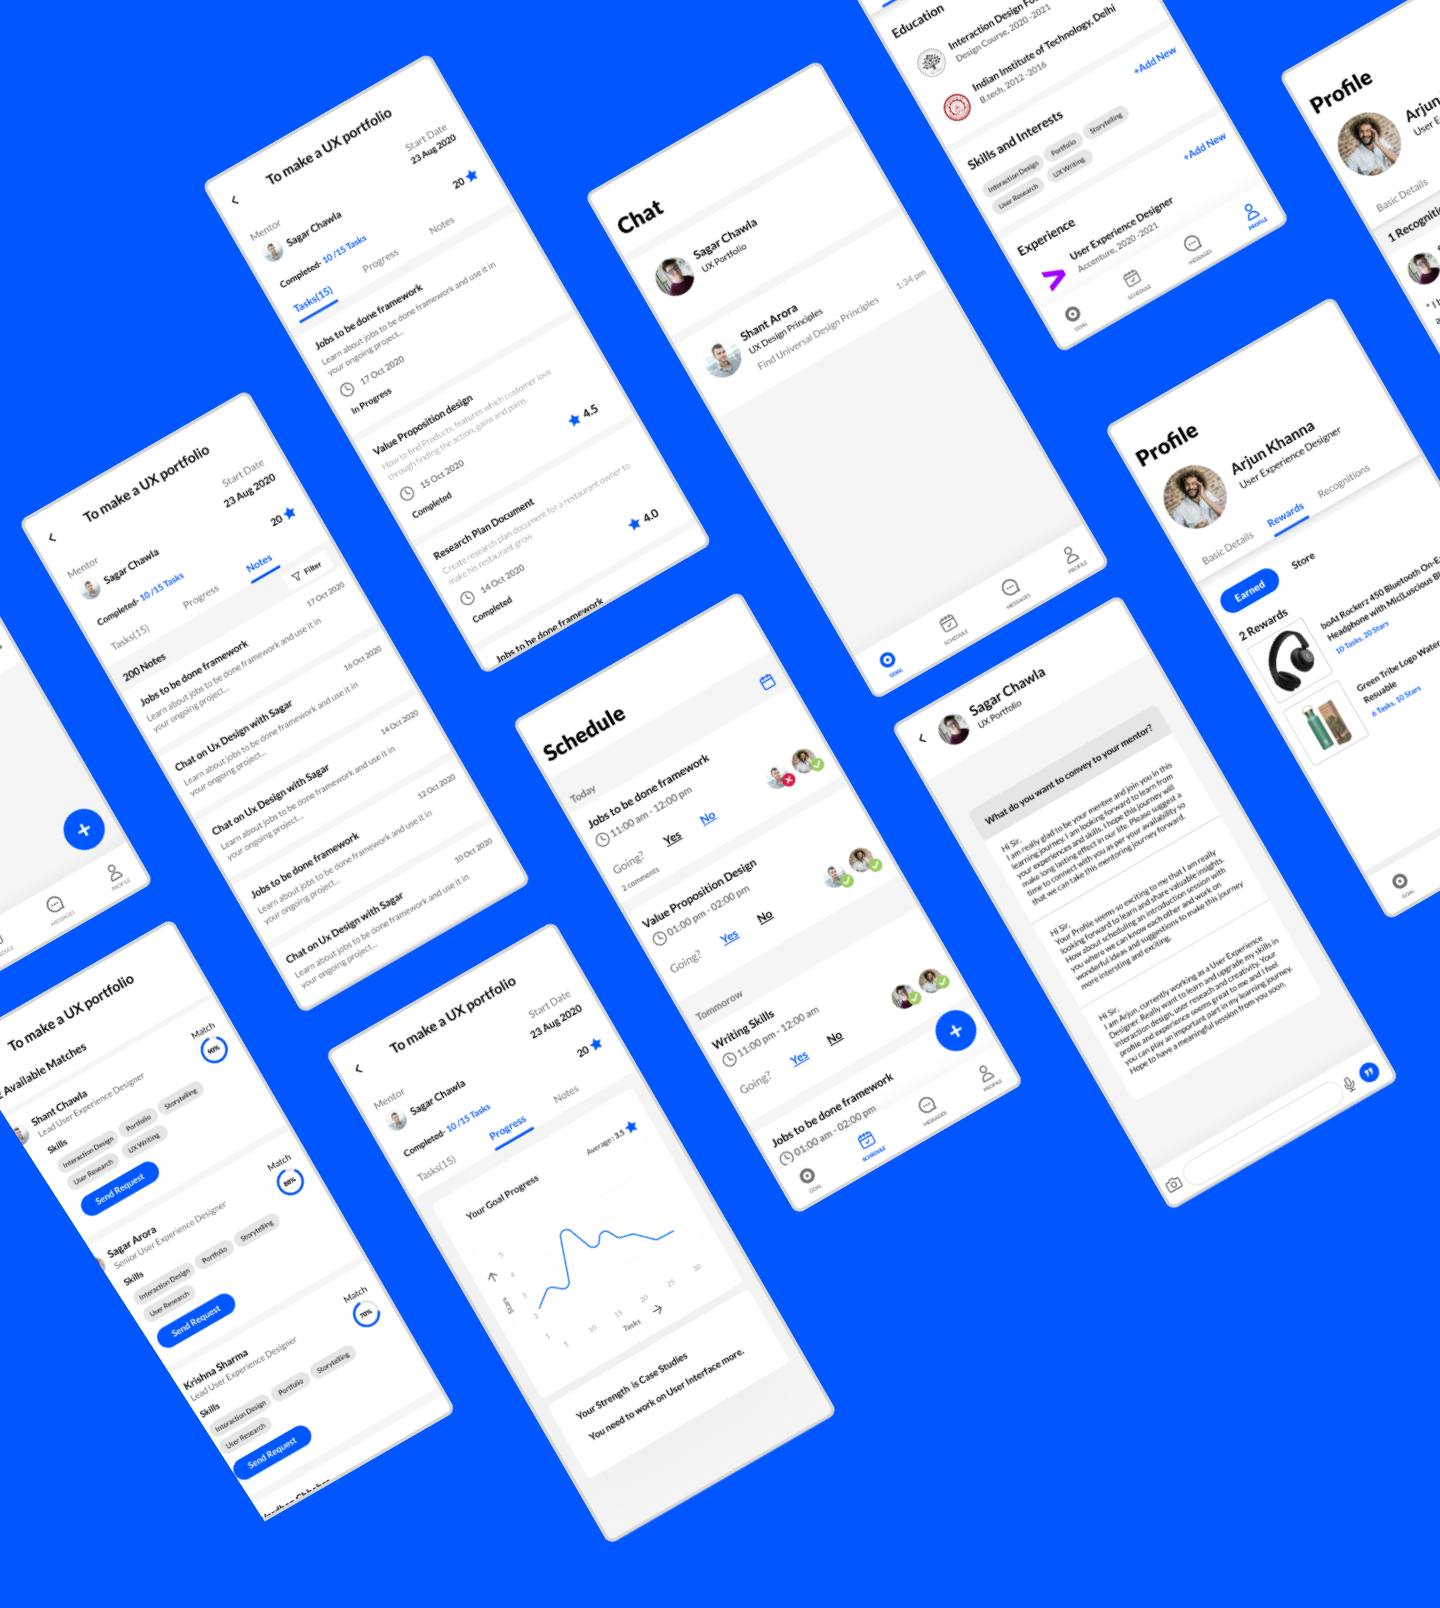 To make a UX portfolio
Start Date
23 Aug 2020
20
Mentor
Sagar Chawla
Completed- 10 /15 Tasks
Tasks(15)
Progress
Notes
Jobs to be done framework
Learn about jobs to be done framework and use it in
your ongoing project...
17 Oct 2020
In Progress
Value Proposition design
How to find Products, features which customer love
through finding the action, gains and pains.
15 Oct 2020
4.5
Completed
Research Plan Document
Create research plan document for a restaurant owner to
make his restaurant grow
14 Oct 2020
4.0
Completed
Jobs to be done framework
Chat
Sagar Chawla
UX Portfolio
Shant Arora
UX Design Principles
Find Universal Design Principles
1:34 pm
GOAL
SCHEDULE
MESSAGES
PROFILE
Education
Interaction Design
Design Course, 2020 -2021
Indian Institute of Technology, Delhi
B.tech, 2012 -2016
+Add New
Skills and Interests
Interaction Design
Portfolio
Storytelling
User Research
UX Writing
+Add New
Experience
User Experience Designer
Accenture, 2020 -2021
GOAL
SCHEDULE
MESSAGES
PROFILE
Profile
Arjun
User
Basic Details
1
" I
Profile
Arjun Khanna
User Experience Designer
Basic Details
Rewards
Recognitions
Earned
Store
2 Rewards
boAt Rockerz 450 Bluetooth On-Ea
Headphone with Mic(Luscious Bl
10 Tasks, 20 Stars
Green Tribe Logo Water
Resuable
6 Tasks, 10 Stars
GOAL
To make a UX portfolio
Start Date
23 Aug 2020
20
Mentor
Sagar Chawla
Completed- 10 /15 Tasks
Tasks(15)
Progress
Notes
Filter
200 Notes
17 Oct 2020
Jobs to be done framework
Learn about jobs to be done framework and use it in
your ongoing project...
16 Oct 2020
Chat on Ux Design with Sagar
Learn about jobs to be done framework and use it in
your ongoing project...
14 Oct 2020
Chat on Ux Design with Sagar
Learn about jobs to be done framework and use it in
your ongoing project...
12 Oct 2020
Jobs to be done framework
Learn about jobs to be done framework and use it in
your ongoing project...
10 Oct 2020
Chat on Ux Design with Sagar
Learn about jobs to be done framework and use it in
your ongoing project...
MESSAGES
PROFILE
Schedule
Today
Jobs to be done framework
11:00 am - 12:00 pm
Going?
Yes
No
2 comments
Value Proposition Design
01:00 pm - 02:00 pm
Going?
Yes
No
Tommorow
Writing Skills
11:00 pm - 12:00 am
Going?
Yes
No
Jobs to be done framework
01:00 am - 02:00 pm
GOAL
SCHEDULE
MESSAGES
PROFILE
Sagar Chawla
UX Portfolio
What do you want to convey to your mentor?
Hi Sir,
I am really glad to be your mentee and join you in this
learning journey. I am looking forward to learn from
your experiences and skills. I hope this journey will
make long lasting effect in our life. Please suggest a
time to connect with you as per your availability so
that we can take this mentoring journey forward.
Hi Sir,
Your Profile seems so exciting to me that I am really
looking forward to learn and share valuable insights.
How about scheduling an introduction session with
you where we can know each other and work on
wonderful ideas and suggestions to make this journey
more intersting and exciting.
Hi Sir,
I am Arjun, currently working as a User Experience
Designer. Really want to learn and upgrade my skills in
interaction design, user reseach and creativity. Your
profile and experience seems great to me and I feel
you can play an important part in my learning journey.
Hope to have a meaningful session from you soon.
To make a UX portfolio
Available Matches
Match
90%
Shant Chawla
Lead User Experience Designer
Skills
Interaction Design
Portfolio
Storytelling
User Research
UX Writing
Send Request
Match
80%
Sagar Arora
Senior User Experience Designer
Skills
Interaction Design
Portfolio
Storytelling
User Research
Send Request
Match
70%
Krishna Sharma
Lead User Experience Designer
Skills
Interaction Design
Portfolio
Storytelling
User Research
Send Request
To make a UX portfolio
Start Date
23 Aug 2020
20
Mentor
Sagar Chawla
Completed- 10 /15 Tasks
Tasks(15)
Progress
Notes
Average : 3.5
Your Goal Progress
5
4
3
2
1
Stars
5
10
15
20
25
30
Tasks
Your Strength is Case Studies
You need to work on User Interface more.